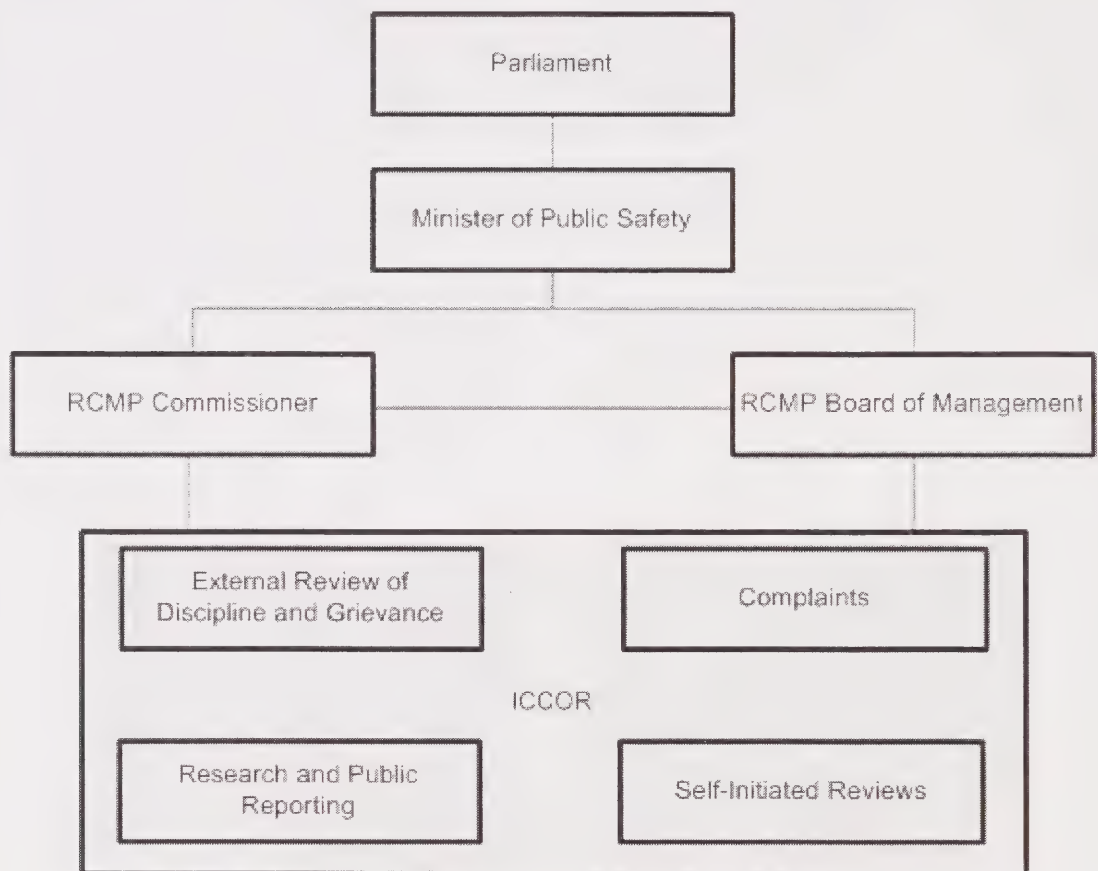 Parliament
Minister of Public Safety
RCMP Commissioner
RCMP Board of Management
External Review of
Discipline and Grievance
Complaints
ICCOR
Research and Public
Reporting
Self-Initiated Reviews